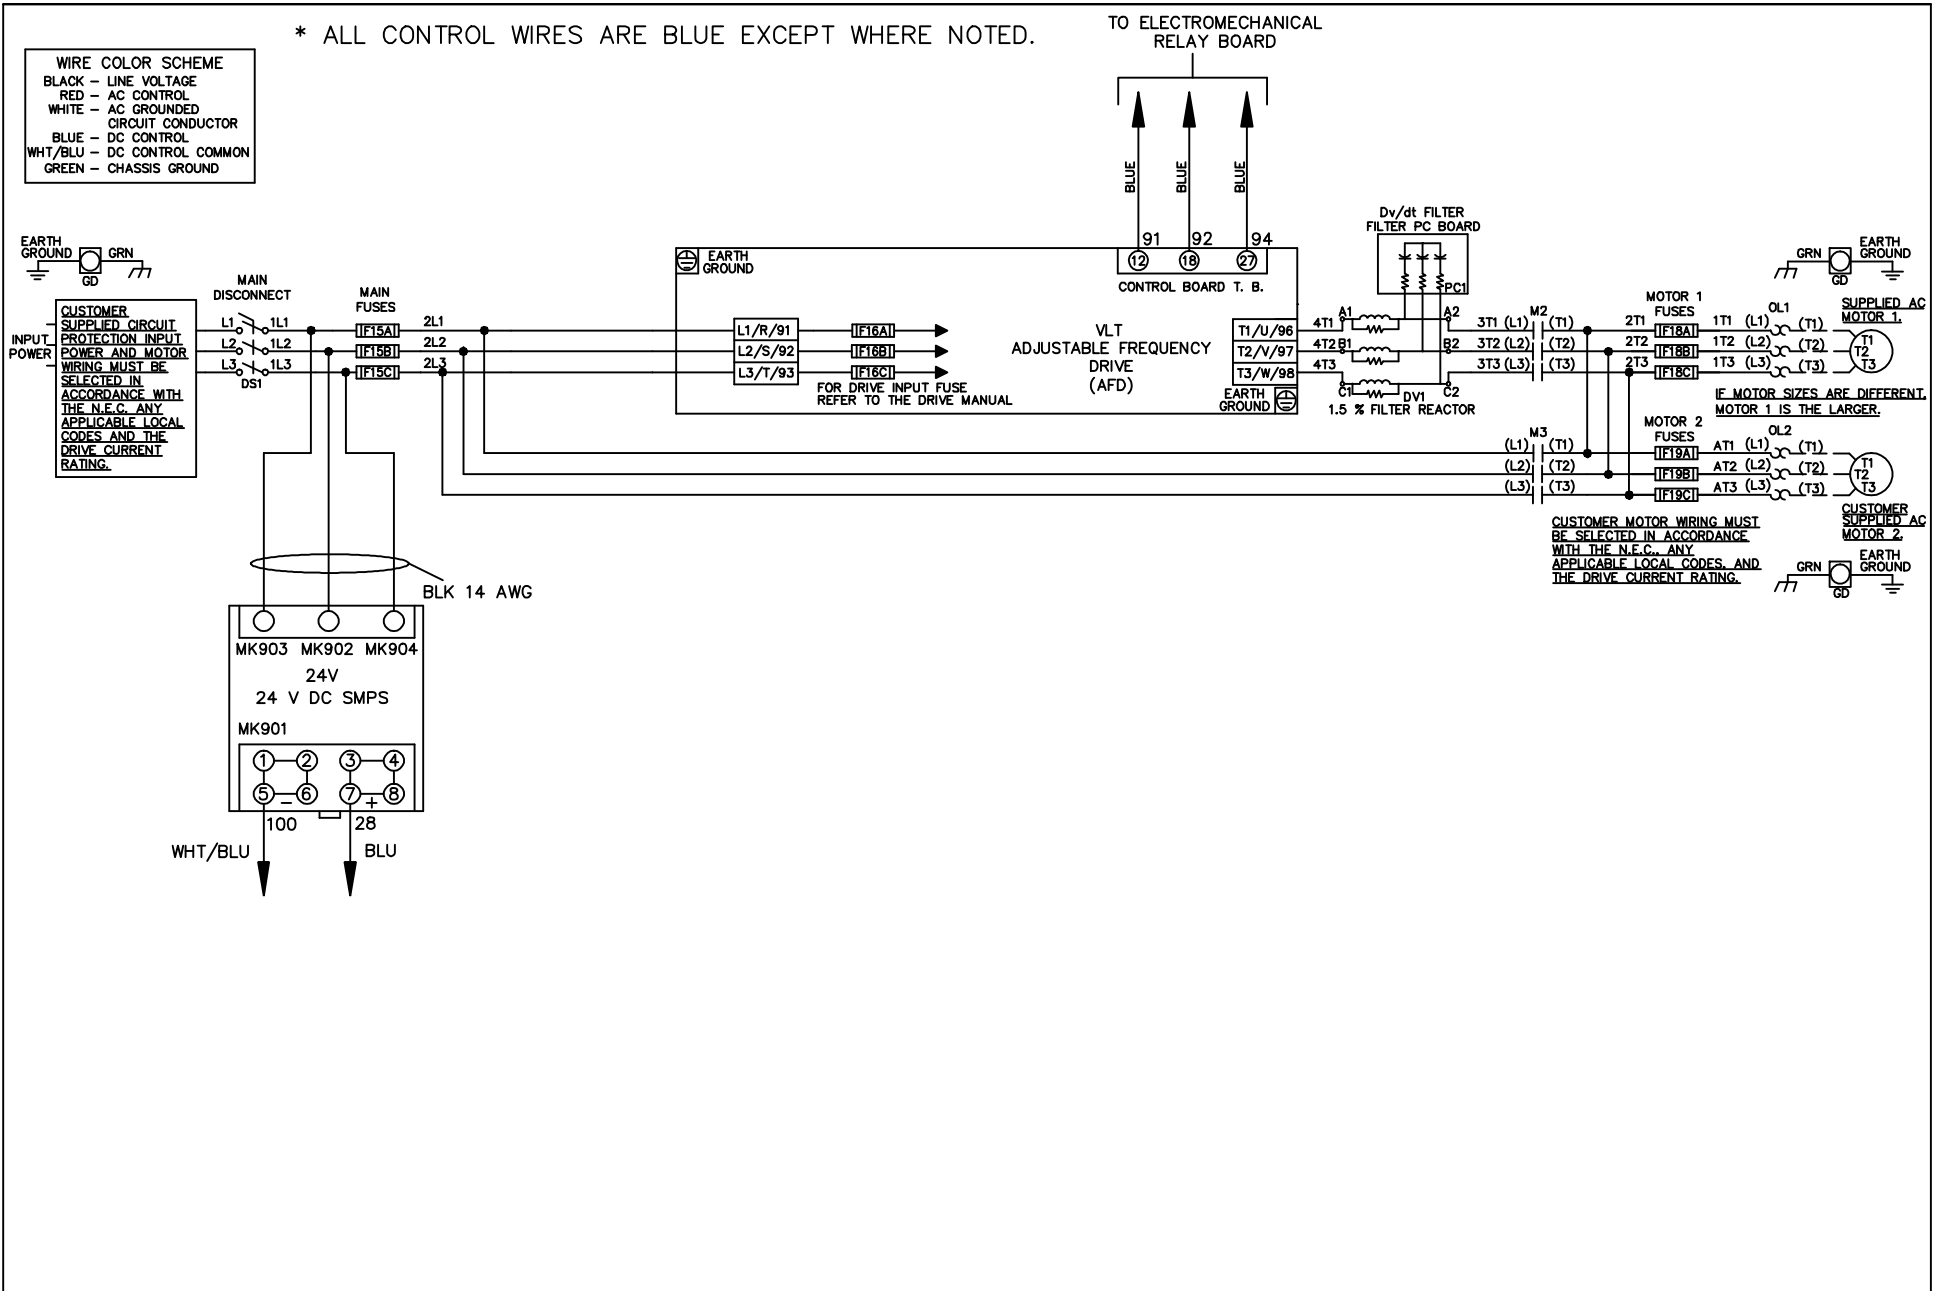 * ALL CONTROL WIRES ARE BLUE EXCEPT WHERE NOTED.
TO ELECTROMECHANICAL
RELAY BOARD
WIRE COLOR SCHEME
BLACK – LINE VOLTAGE
RED – AC CONTROL
WHITE – AC GROUNDED
CIRCUIT CONDUCTOR
BLUE – DC CONTROL
WHT/BLU – DC CONTROL COMMON
GREEN – CHASSIS GROUND
BLUE
BLUE
BLUE
91
92
94
12
18
27
CONTROL BOARD T. B.
EARTH
GROUND
GRN
GD
INPUT
POWER
CUSTOMER
SUPPLIED CIRCUIT
PROTECTION INPUT
POWER AND MOTOR
WIRING MUST BE
SELECTED IN
ACCORDANCE WITH
THE N.E.C. ANY
APPLICABLE LOCAL
CODES AND THE
DRIVE CURRENT
RATING.
MAIN
DISCONNECT
L1
1L1
L2
1L2
L3
1L3
DS1
MAIN
FUSES
F15A
F15B
F15C
2L1
2L2
2L3
EARTH
GROUND
L1/R/91
L2/S/92
L3/T/93
F16A
F16B
F16C
FOR DRIVE INPUT FUSE
REFER TO THE DRIVE MANUAL
VLT
ADJUSTABLE FREQUENCY
DRIVE
(AFD)
T1/U/96
T2/V/97
T3/W/98
EARTH
GROUND
Dv/dt FILTER
FILTER PC BOARD
PC1
4T1
A1
A2
4T2
B1
B2
4T3
C1
C2
DV1
1.5 % FILTER REACTOR
M2
3T1 (L1) (T1)
3T2 (L2) (T2)
3T3 (L3) (T3)
MOTOR 1
FUSES
2T1
F18A
1T1 (L1)
2T2
F18B
1T2 (L2)
2T3
F18C
1T3 (L3)
OL1
(T1)
(T2)
(T3)
T1
T2
T3
GRN
GD
EARTH
GROUND
SUPPLIED AC
MOTOR 1.
IF MOTOR SIZES ARE DIFFERENT,
MOTOR 1 IS THE LARGER.
M3
(L1) (T1)
(L2) (T2)
(L3) (T3)
MOTOR 2
FUSES
F19A
F19B
F19C
AT1 (L1)
AT2 (L2)
AT3 (L3)
OL2
(T1)
(T2)
(T3)
T1
T2
T3
CUSTOMER
SUPPLIED AC
MOTOR 2.
CUSTOMER MOTOR WIRING MUST
BE SELECTED IN ACCORDANCE
WITH THE N.E.C., ANY
APPLICABLE LOCAL CODES, AND
THE DRIVE CURRENT RATING.
GRN
GD
EARTH
GROUND
BLK 14 AWG
MK903 MK902 MK904
24V
24 V DC SMPS
MK901
1 2 3 4
5 – 6 7 + 8
100
28
WHT/BLU
BLU